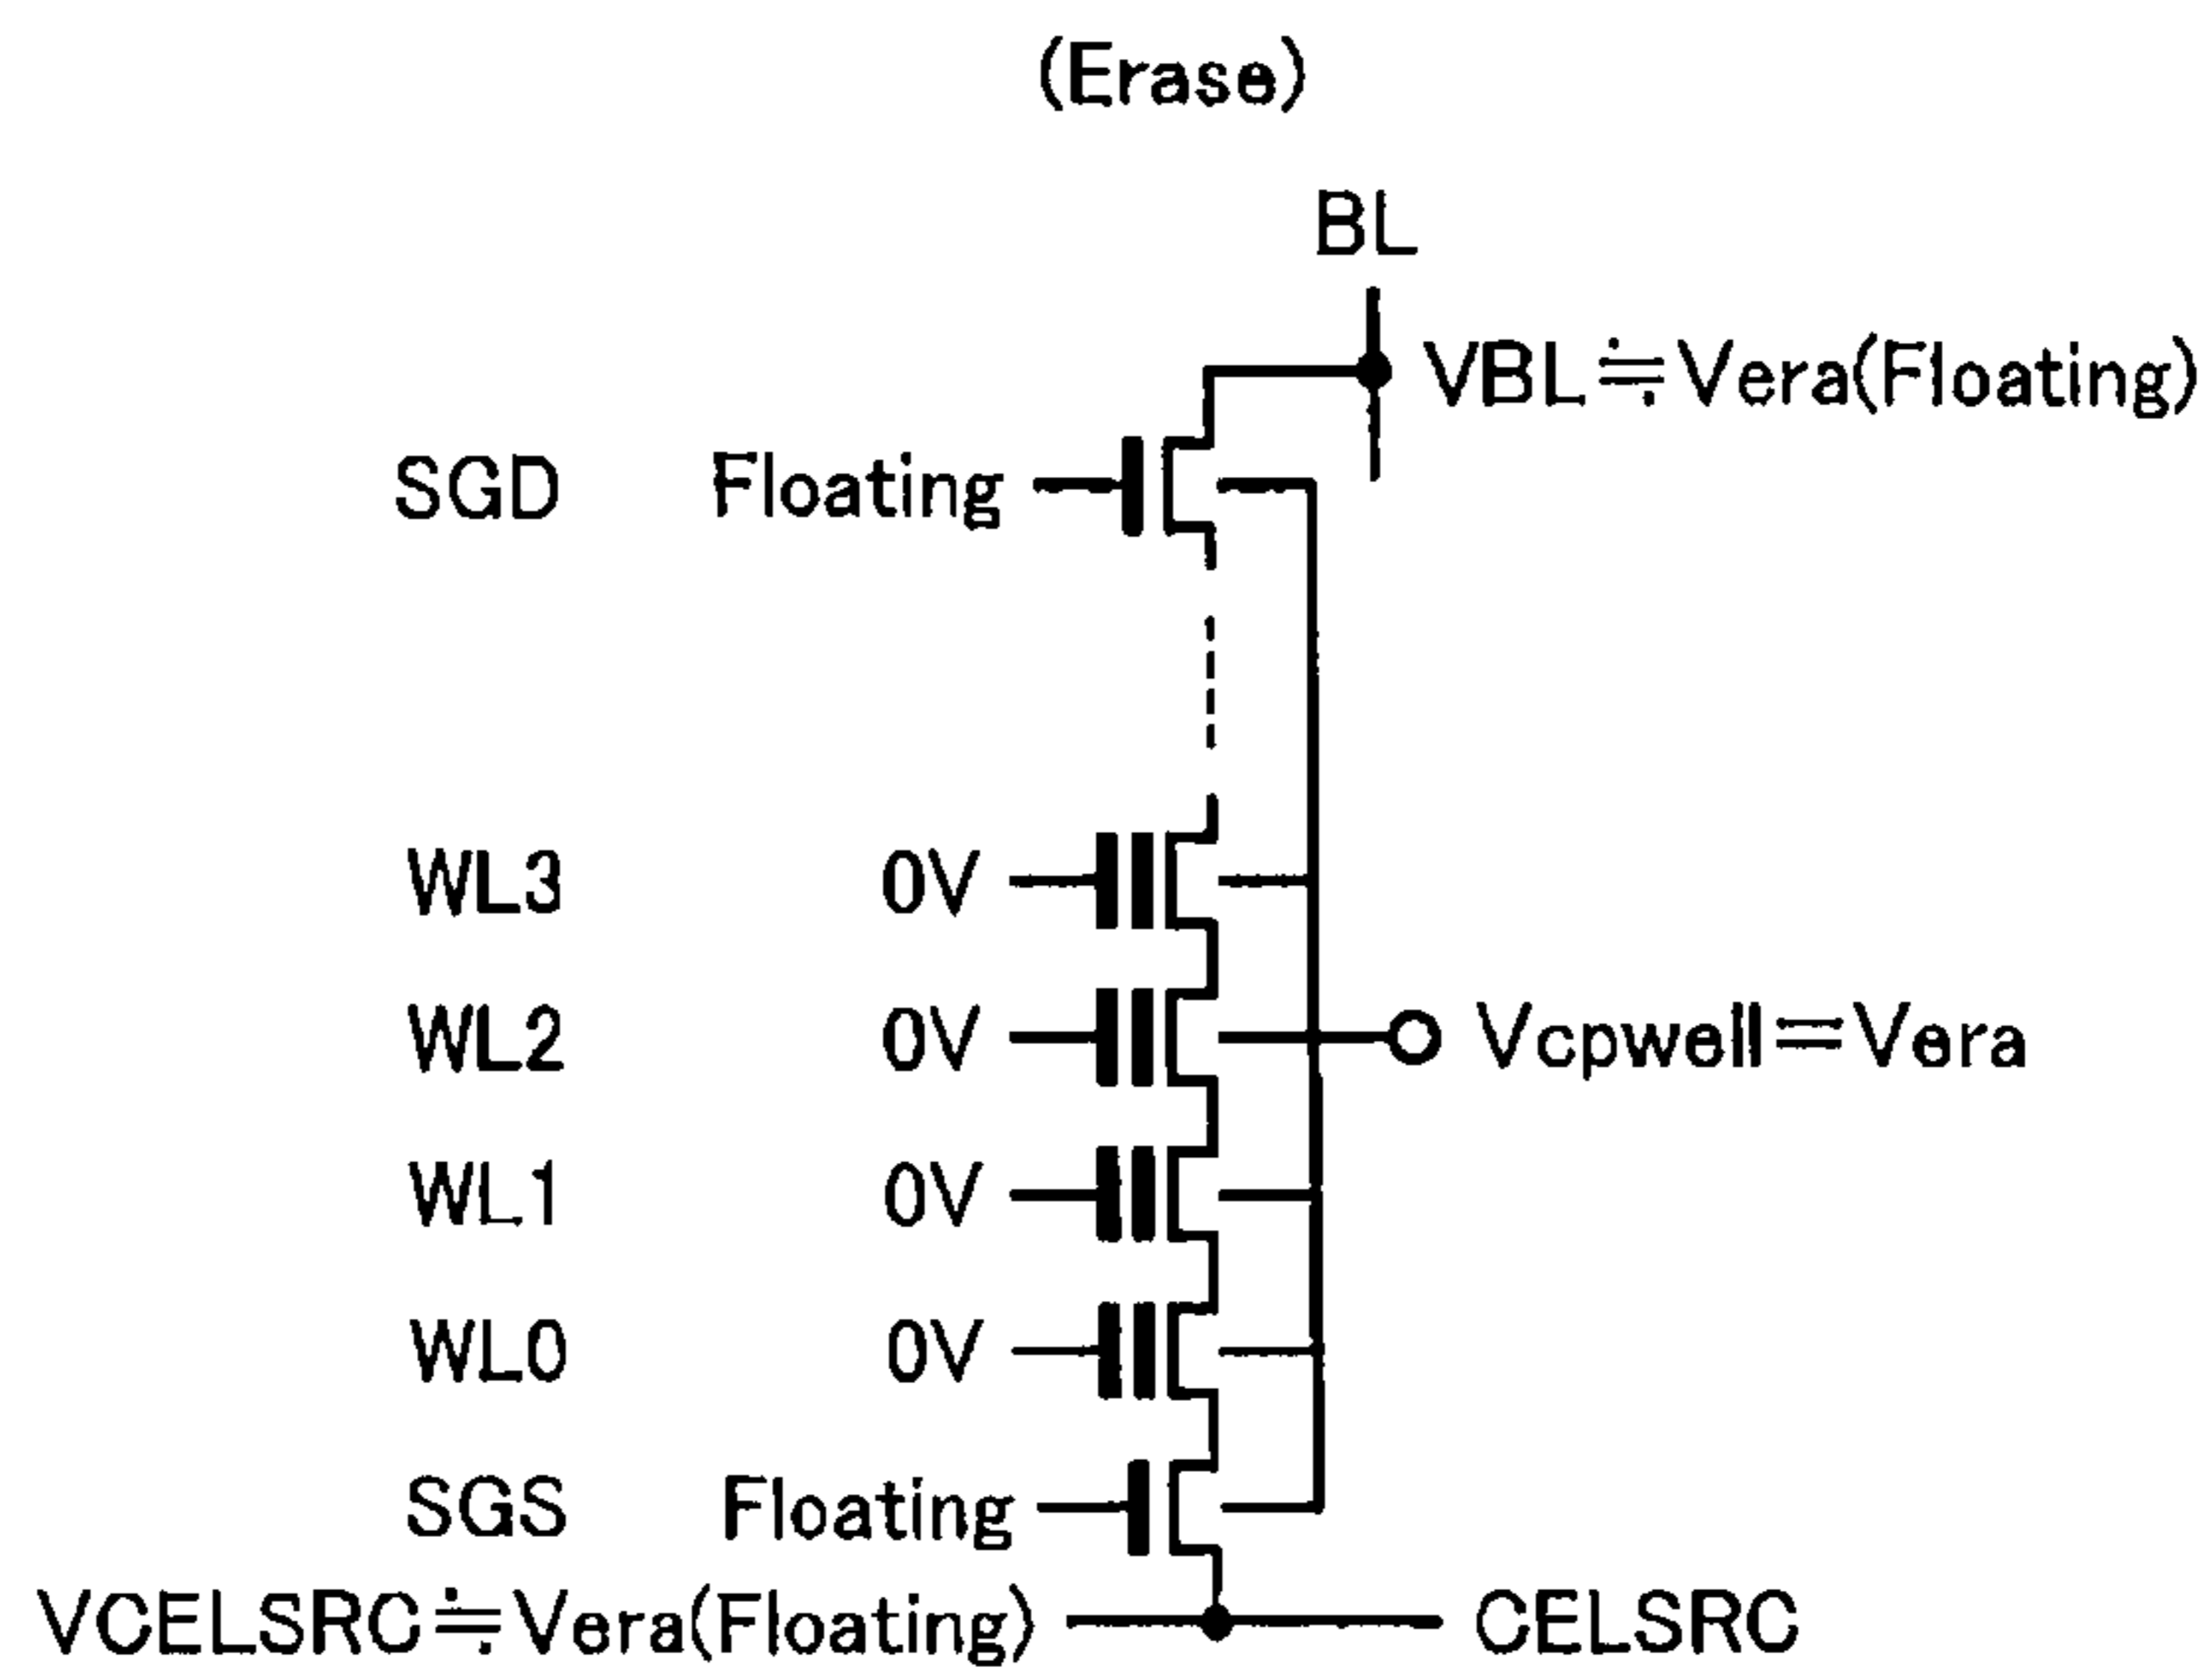 (Erase)
BL
VBL≒Vera(Floating)
SGD Floating
WL3 0V
WL2 0V Vcpwell=Vera
WL1 0V
WL0 0V
SGS Floating
VCELSRC≒Vera(Floating) CELSRC